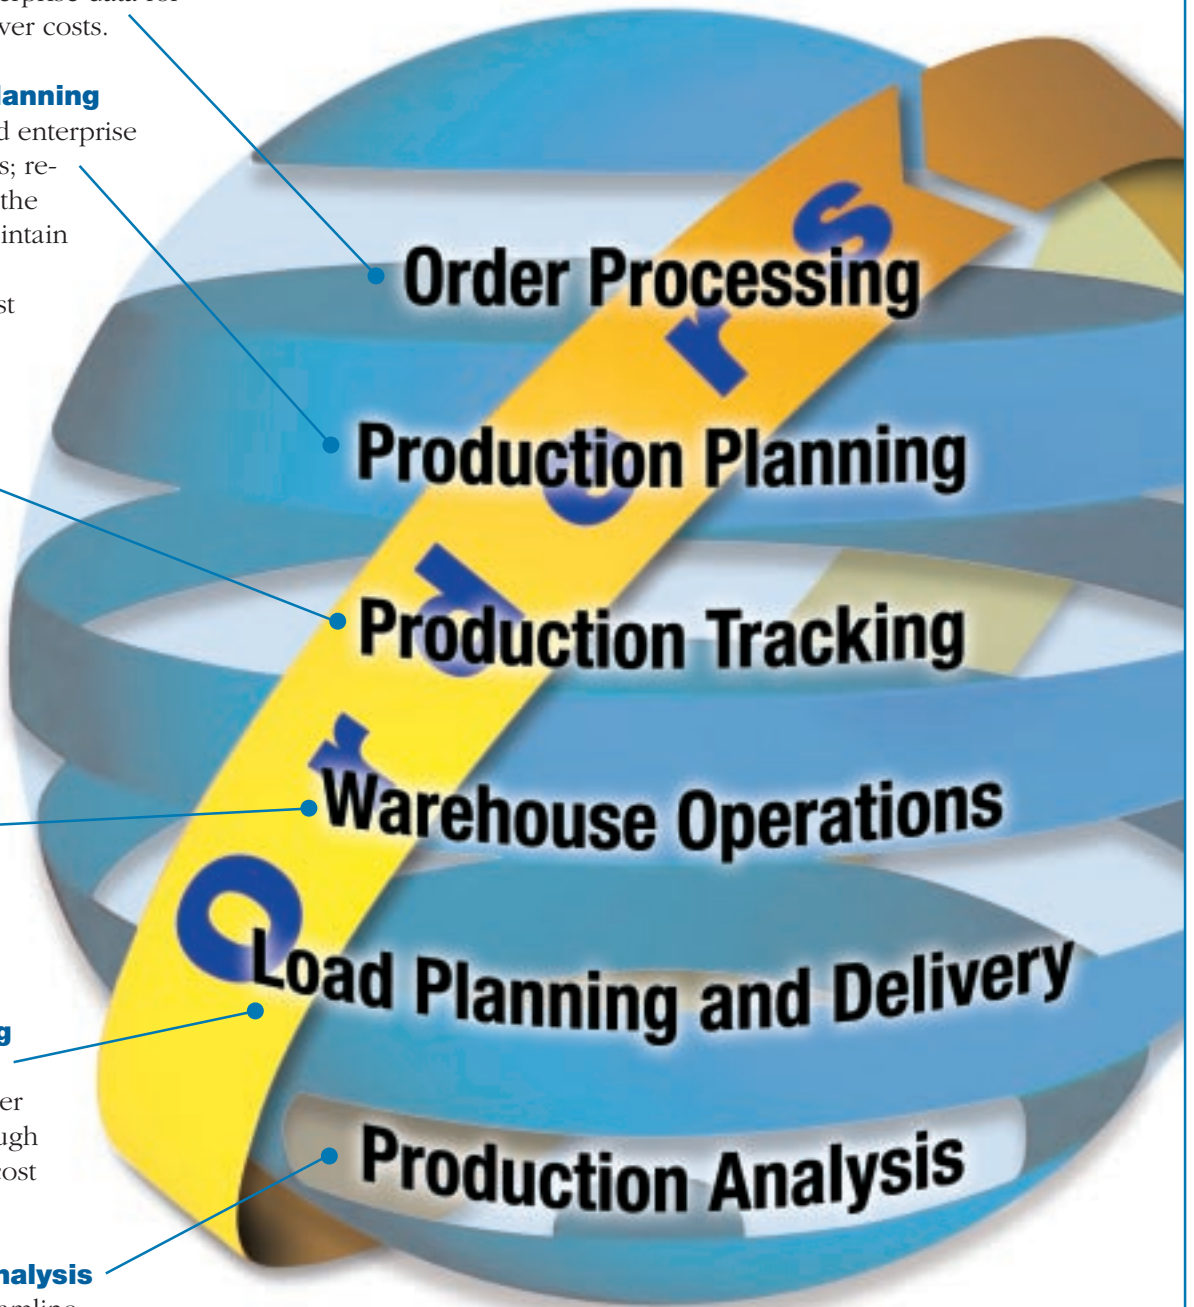 ver costs.
lanning
d enterprise
s; re-
the
intain
st
g
er
ugh
cost
nalysis
Orders
Order Processing
Production Planning
Production Tracking
Warehouse Operations
Load Planning and Delivery
Production Analysis